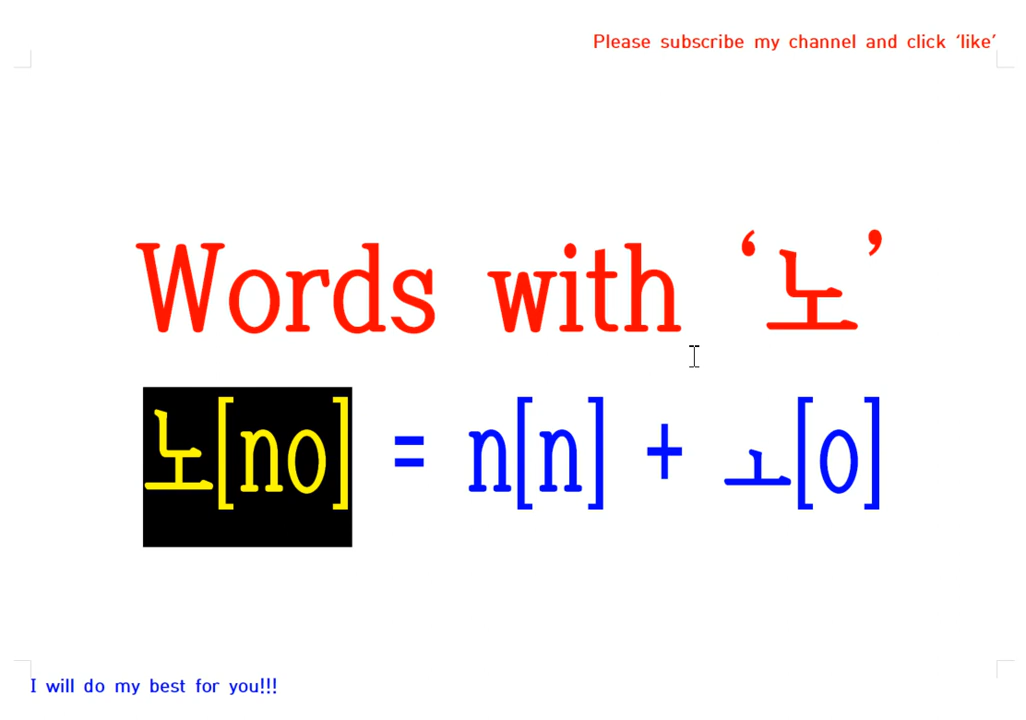 Please subscribe my channel and click ‘like’
Words with ‘노’
노[no] = n[n] + ㅗ[o]
I will do my best for you!!!